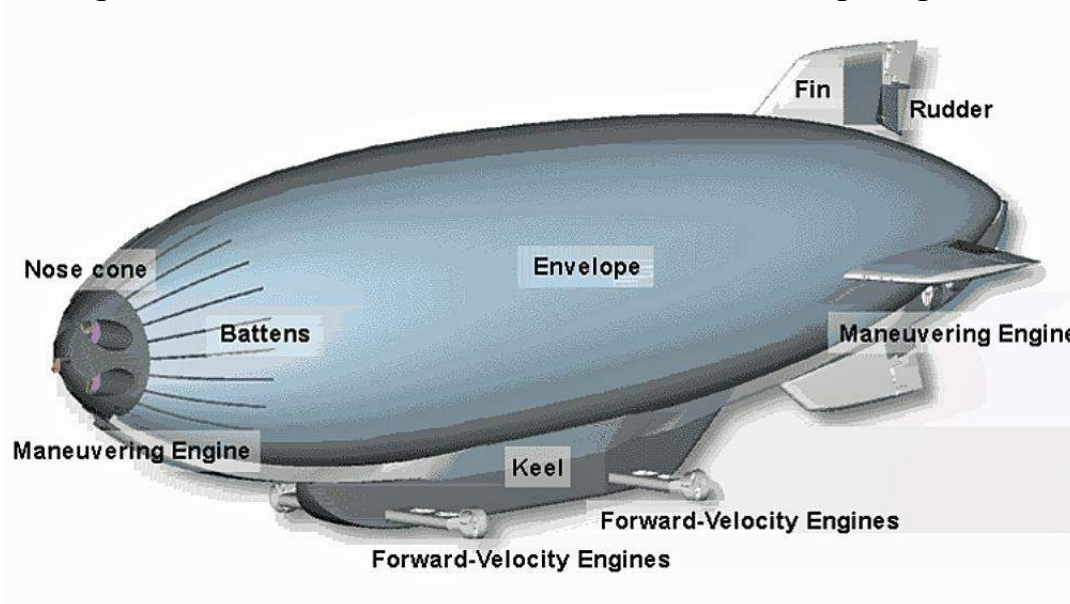 Fin
Rudder
Nose cone
Envelope
Battens
Maneuvering Engine
Maneuvering Engine
Keel
Forward-Velocity Engines
Forward-Velocity Engines